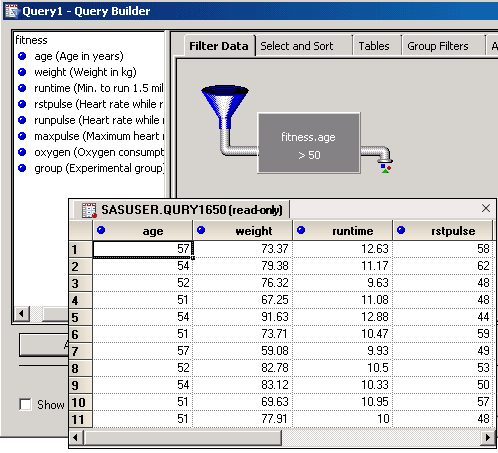 Query1 - Query Builder
fitness
age (Age in years)
weight (Weight in kg)
runtime (Min. to run 1.5 mil
rstpulse (Heart rate while r
runpulse (Heart rate while r
maxpulse (Maximum heart r
oxygen (Oxygen consumpt
group (Experimental group)
Filter Data Select and Sort Tables Group Filters A
fitness.age
> 50
SASUSER.QURY1650 (read-only)
age weight runtime rstpulse
1 57 73.37 12.63 58
2 54 79.38 11.17 62
3 52 76.32 9.63 48
4 51 67.25 11.08 48
5 54 91.63 12.88 44
6 51 73.71 10.47 59
7 57 59.08 9.93 49
8 52 82.78 10.5 53
9 54 83.12 10.33 50
10 51 69.63 10.95 57
11 51 77.91 10 48
Show